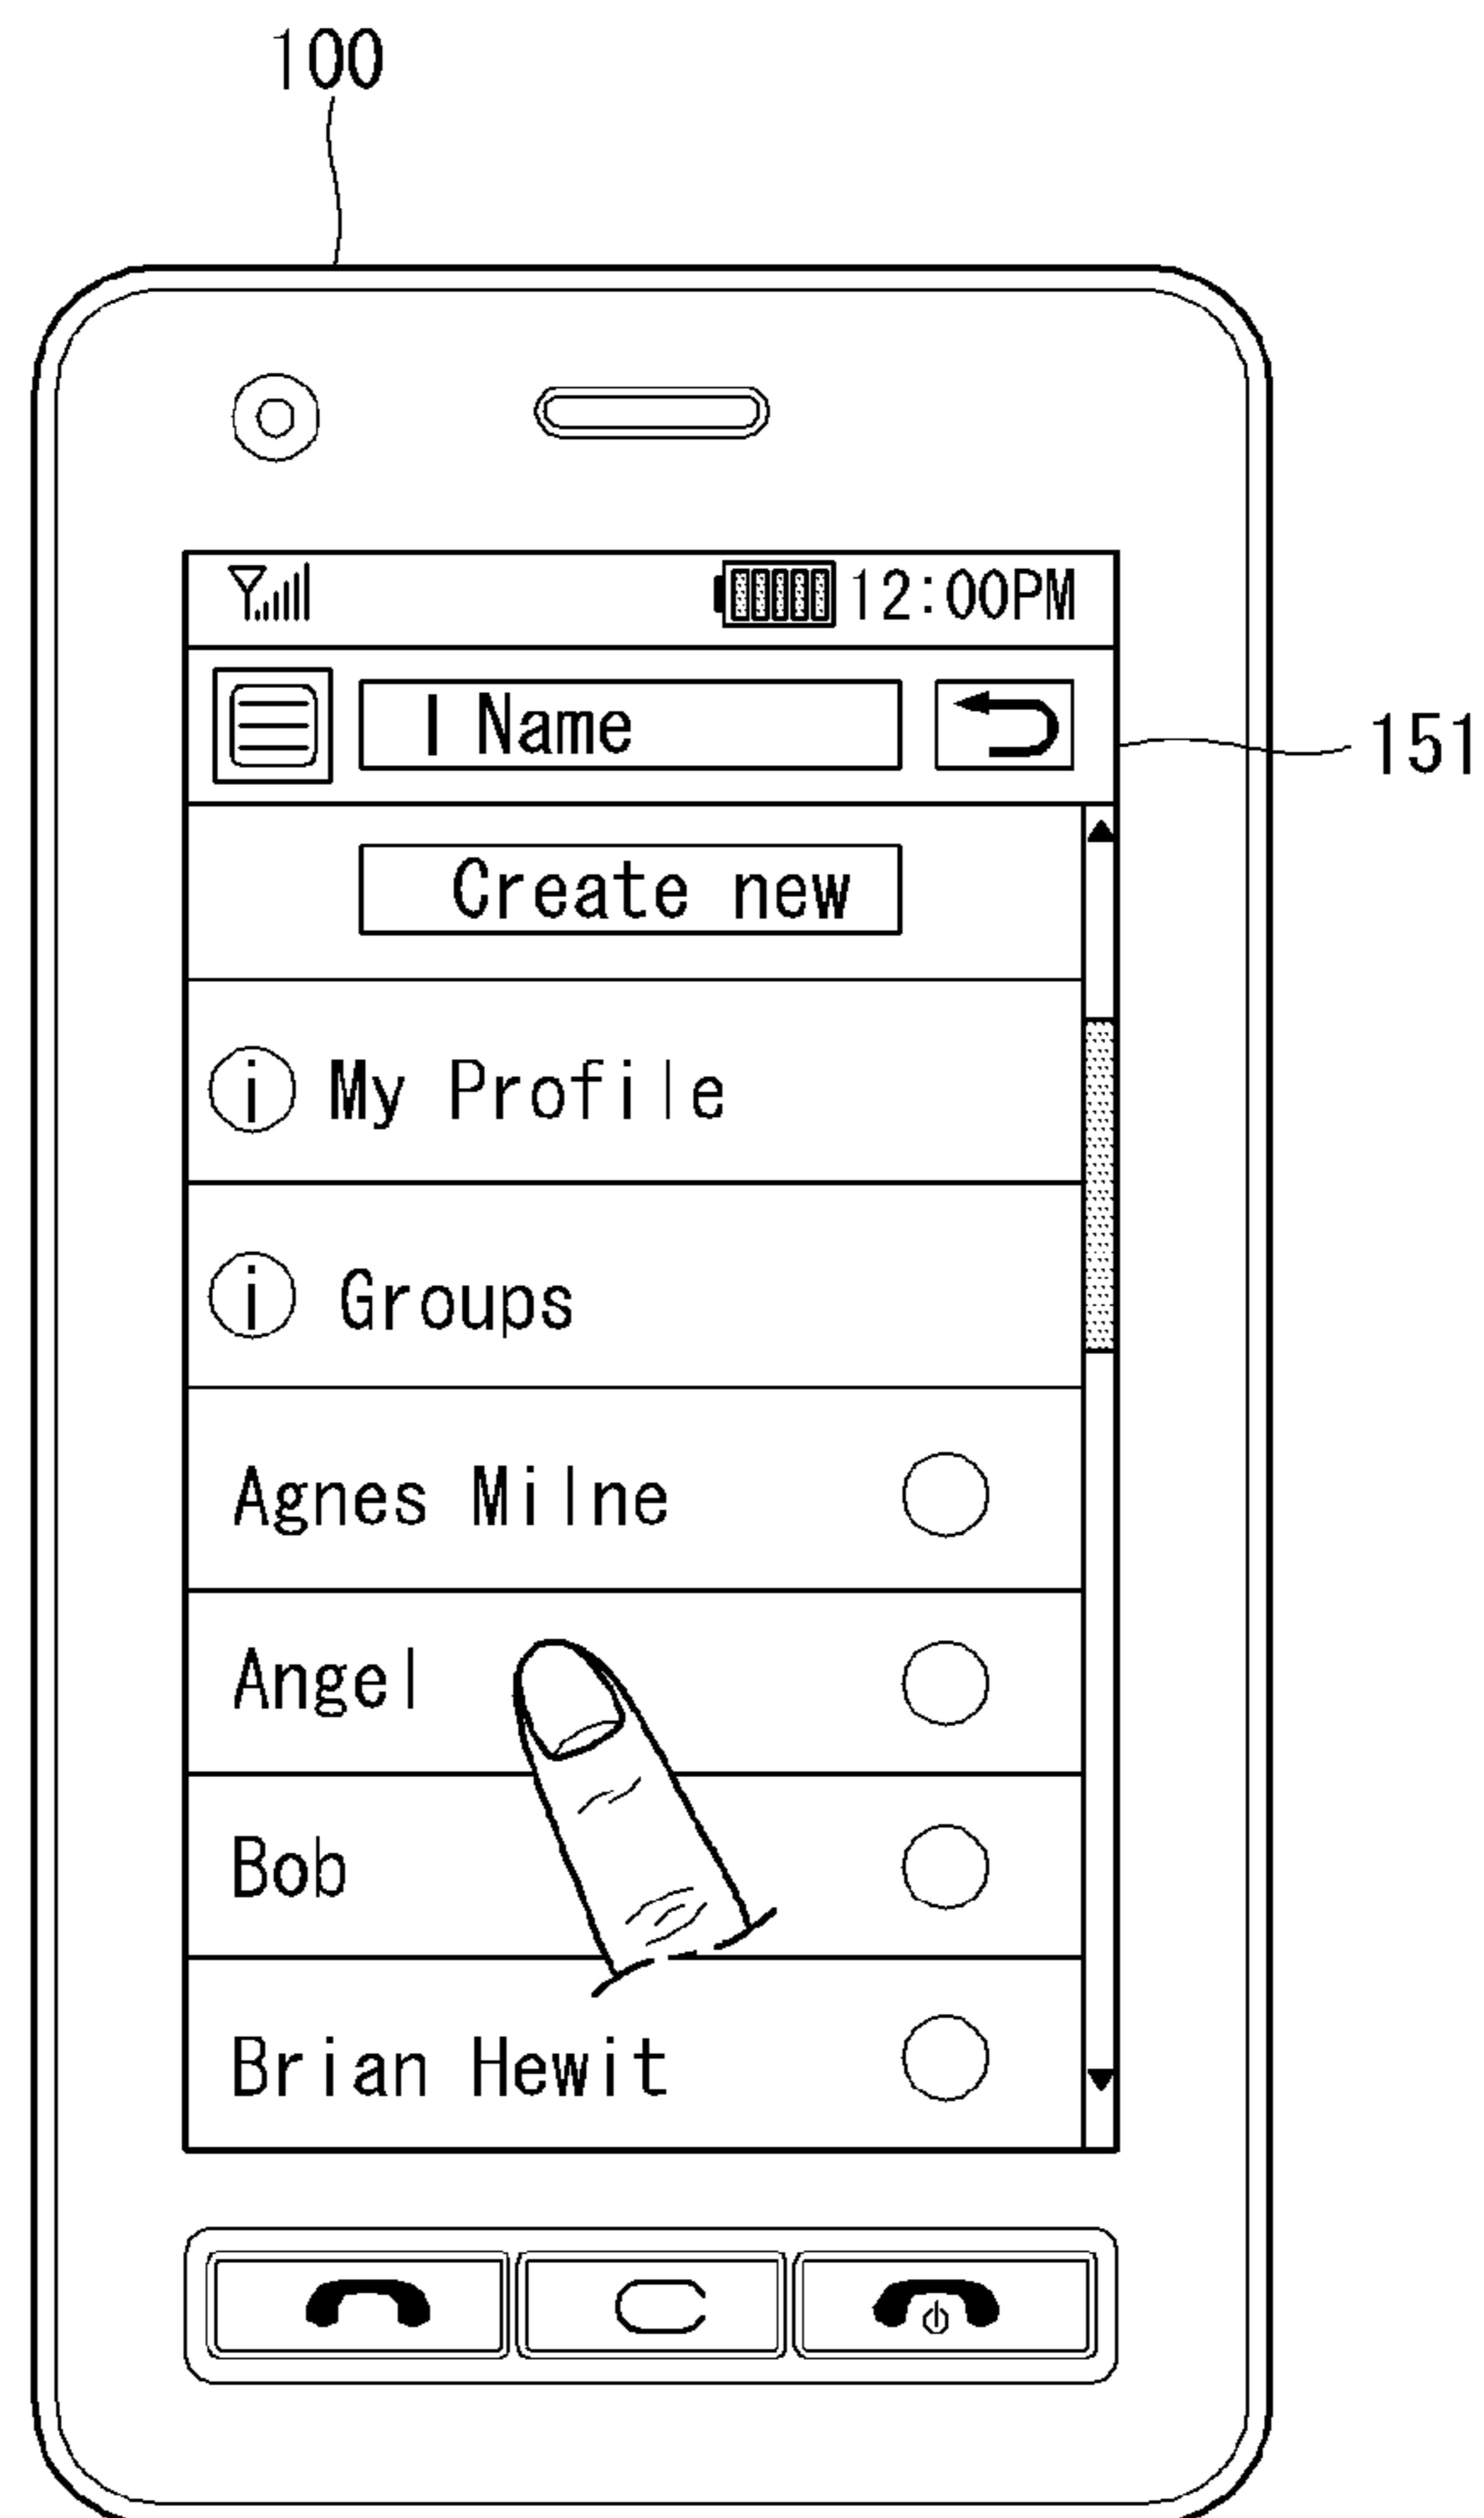 100
12:00PM
Name
151
Create new
i My Profile
i Groups
Agnes Milne
Angel
Bob
Brian Hewit
C